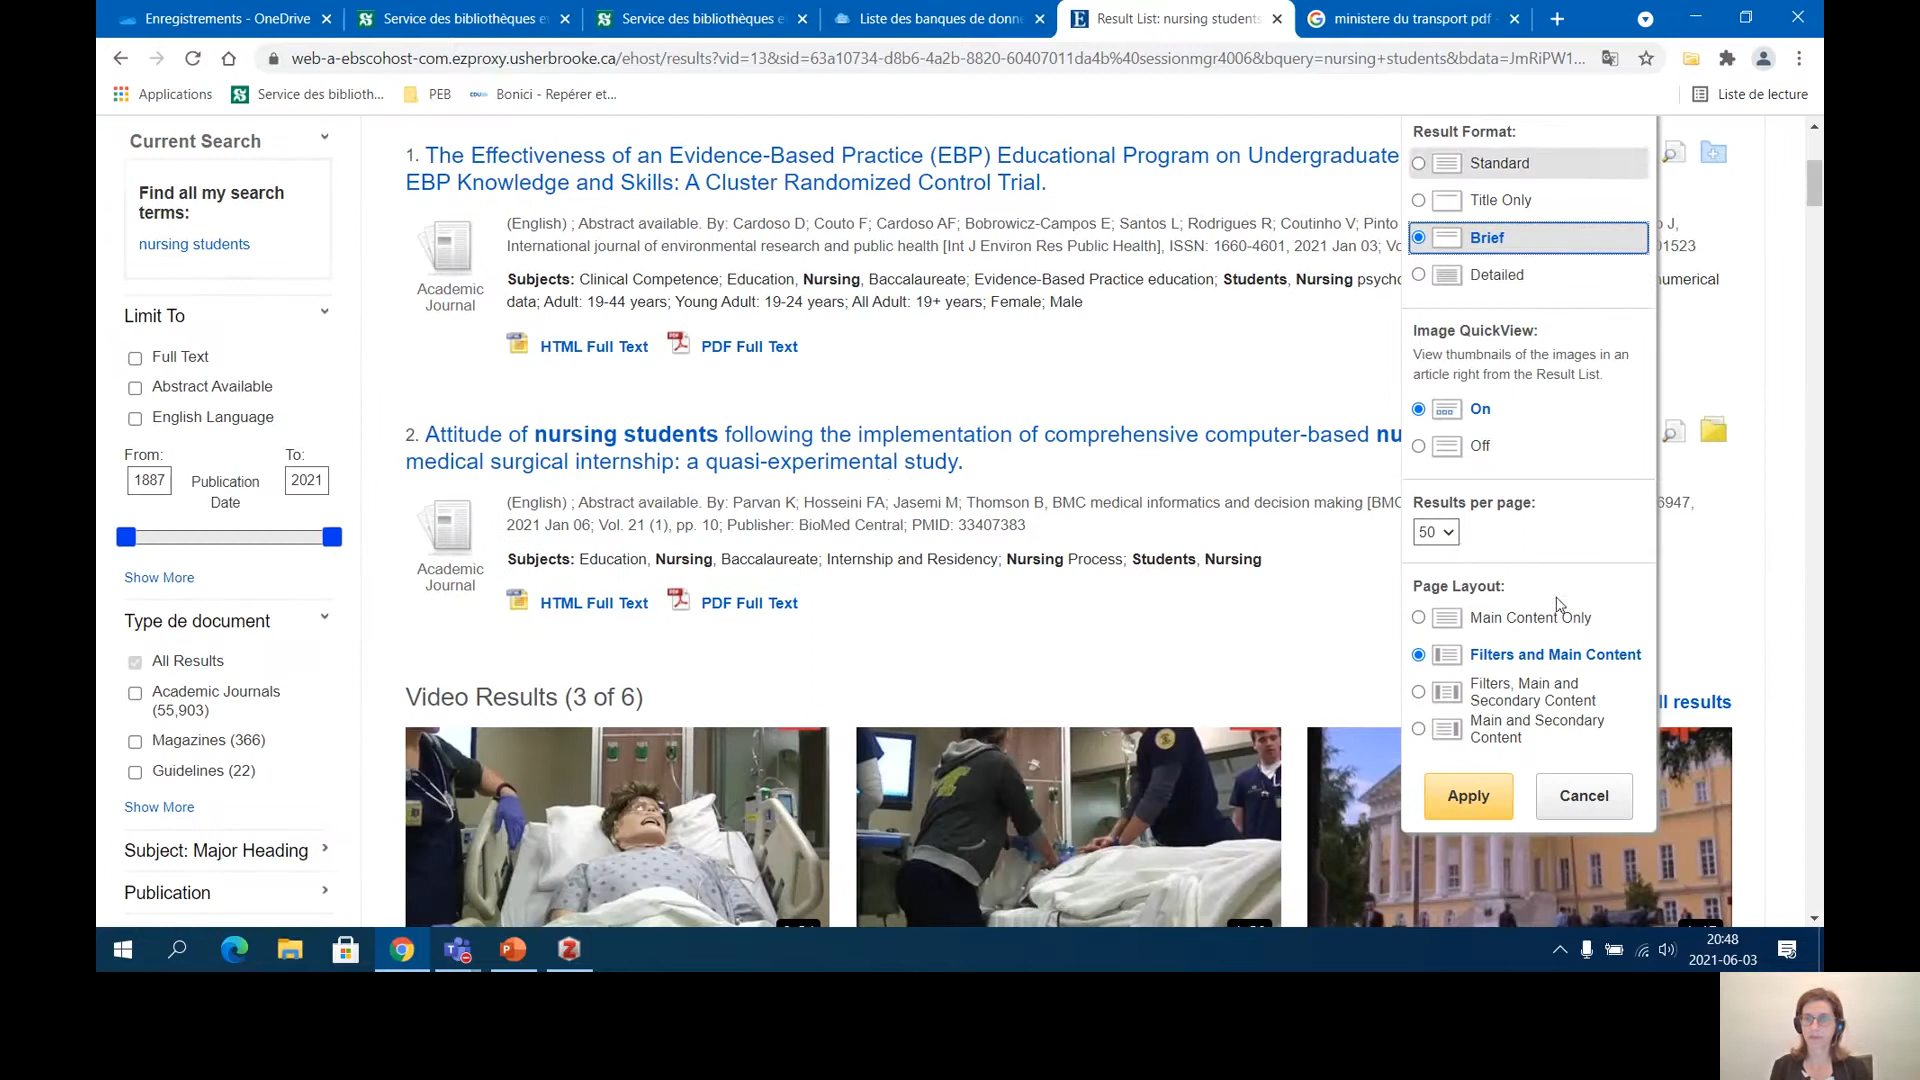 Enregistrements - OneDrive
Service des bibliothèques e
Service des bibliothèques e
Liste des banques de donn
Result List: nursing students
ministere du transport pdf
web-a-ebscohost-com.ezproxy.usherbrooke.ca/ehost/results?vid=13&sid=63a10734-d8b6-4a2b-8820-60407011da4b%40sessionmgr4006&bquery=nursing+students&bdata=JmRiPW1...
Applications
Service des biblioth...
PEB
Bonici - Repérer et...
Liste de lecture
Current Search
Find all my search
terms:
nursing students
Limit To
Full Text
Abstract Available
English Language
From:
To:
1887
Publication
Date
2021
Show More
Type de document
All Results
Academic Journals
(55,903)
Magazines (366)
Guidelines (22)
Show More
Subject: Major Heading
Publication
1. The Effectiveness of an Evidence-Based Practice (EBP) Educational Program on Undergraduate
EBP Knowledge and Skills: A Cluster Randomized Control Trial.
Academic
Journal
(English) ; Abstract available. By: Cardoso D; Couto F; Cardoso AF; Bobrowicz-Campos E; Santos L; Rodrigues R; Coutinho V; Pinto
International journal of environmental research and public health [Int J Environ Res Public Health], ISSN: 1660-4601, 2021 Jan 03;
Subjects: Clinical Competence; Education, Nursing, Baccalaureate; Evidence-Based Practice education; Students, Nursing
data; Adult: 19-44 years; Young Adult: 19-24 years; All Adult: 19+ years; Female; Male
HTML Full Text
PDF Full Text
2. Attitude of nursing students following the implementation of comprehensive computer-based
medical surgical internship: a quasi-experimental study.
Academic
Journal
(English) ; Abstract available. By: Parvan K; Hosseini FA; Jasemi M; Thomson B, BMC medical informatics and decision making [BMC
2021 Jan 06; Vol. 21 (1), pp. 10; Publisher: BioMed Central; PMID: 33407383
Subjects: Education, Nursing, Baccalaureate; Internship and Residency; Nursing Process; Students, Nursing
HTML Full Text
PDF Full Text
Video Results (3 of 6)
results
Result Format:
Standard
Title Only
Brief
Detailed
Image QuickView:
View thumbnails of the images in an
article right from the Result List.
On
Off
Results per page:
50
Page Layout:
Main Content Only
Filters and Main Content
Filters, Main and
Secondary Content
Main and Secondary
Content
Apply
Cancel
20:48
2021-06-03